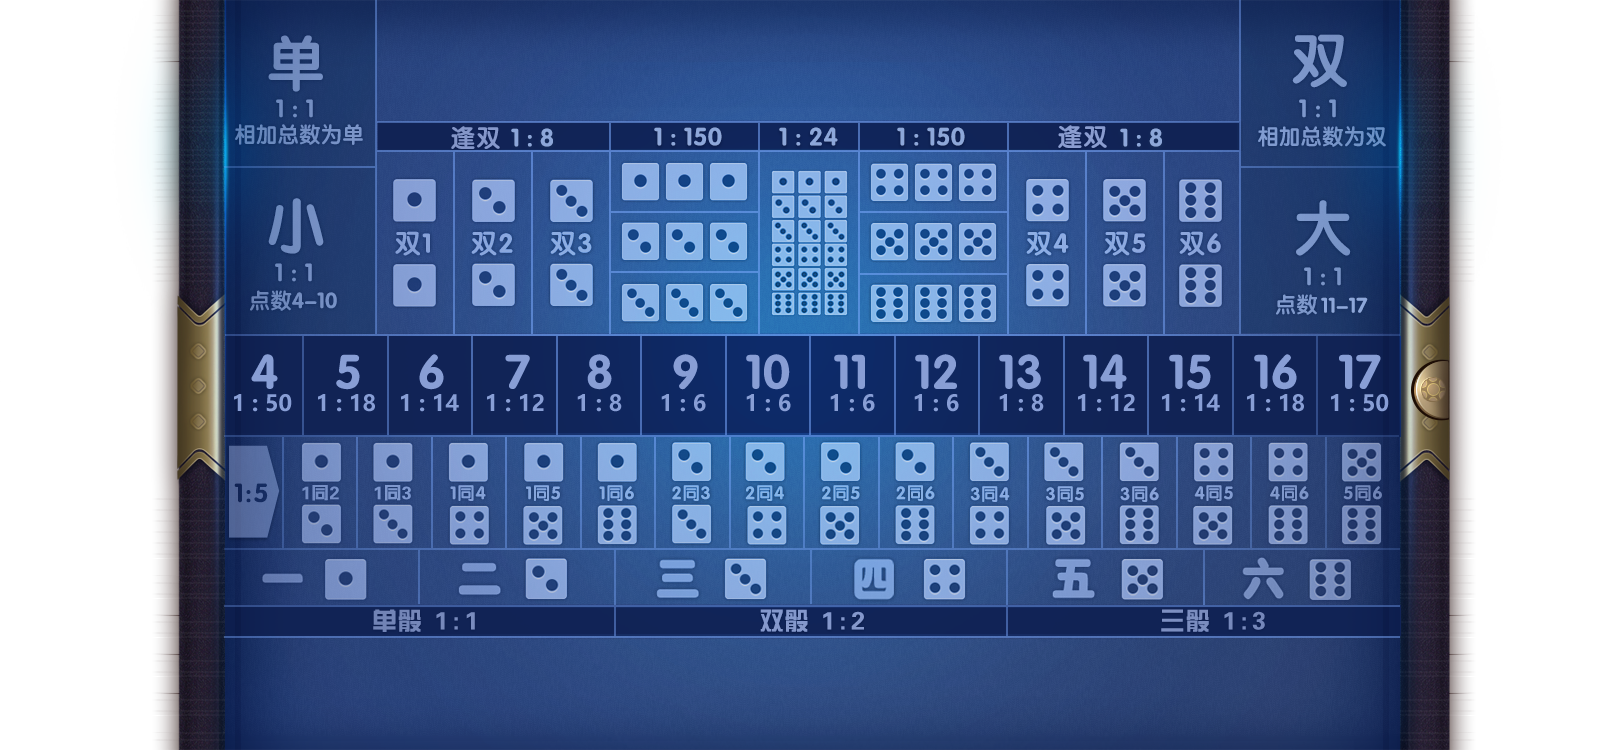 单
1:1
相加总数为单
双
1:1
相加总数为双
逢双 1:8
1:150
1:24
1:150
逢双 1:8
小
1:1
点数4-10
双1
双2
双3
双4
双5
双6
大
1:1
点数11-17
4 5 6 7 8 9 10 11 12 13 14 15 16 17
1:50 1:18 1:14 1:12 1:8 1:6 1:6 1:6 1:6 1:8 1:12 1:14 1:18 1:50
1:5
1同2 1同3 1同4 1同5 1同6 2同3 2同4 2同5 2同6 3同4 3同5 3同6 4同5 4同6 5同6
一 二 三 四 五 六
单骰 1:1
双骰 1:2
三骰 1:3